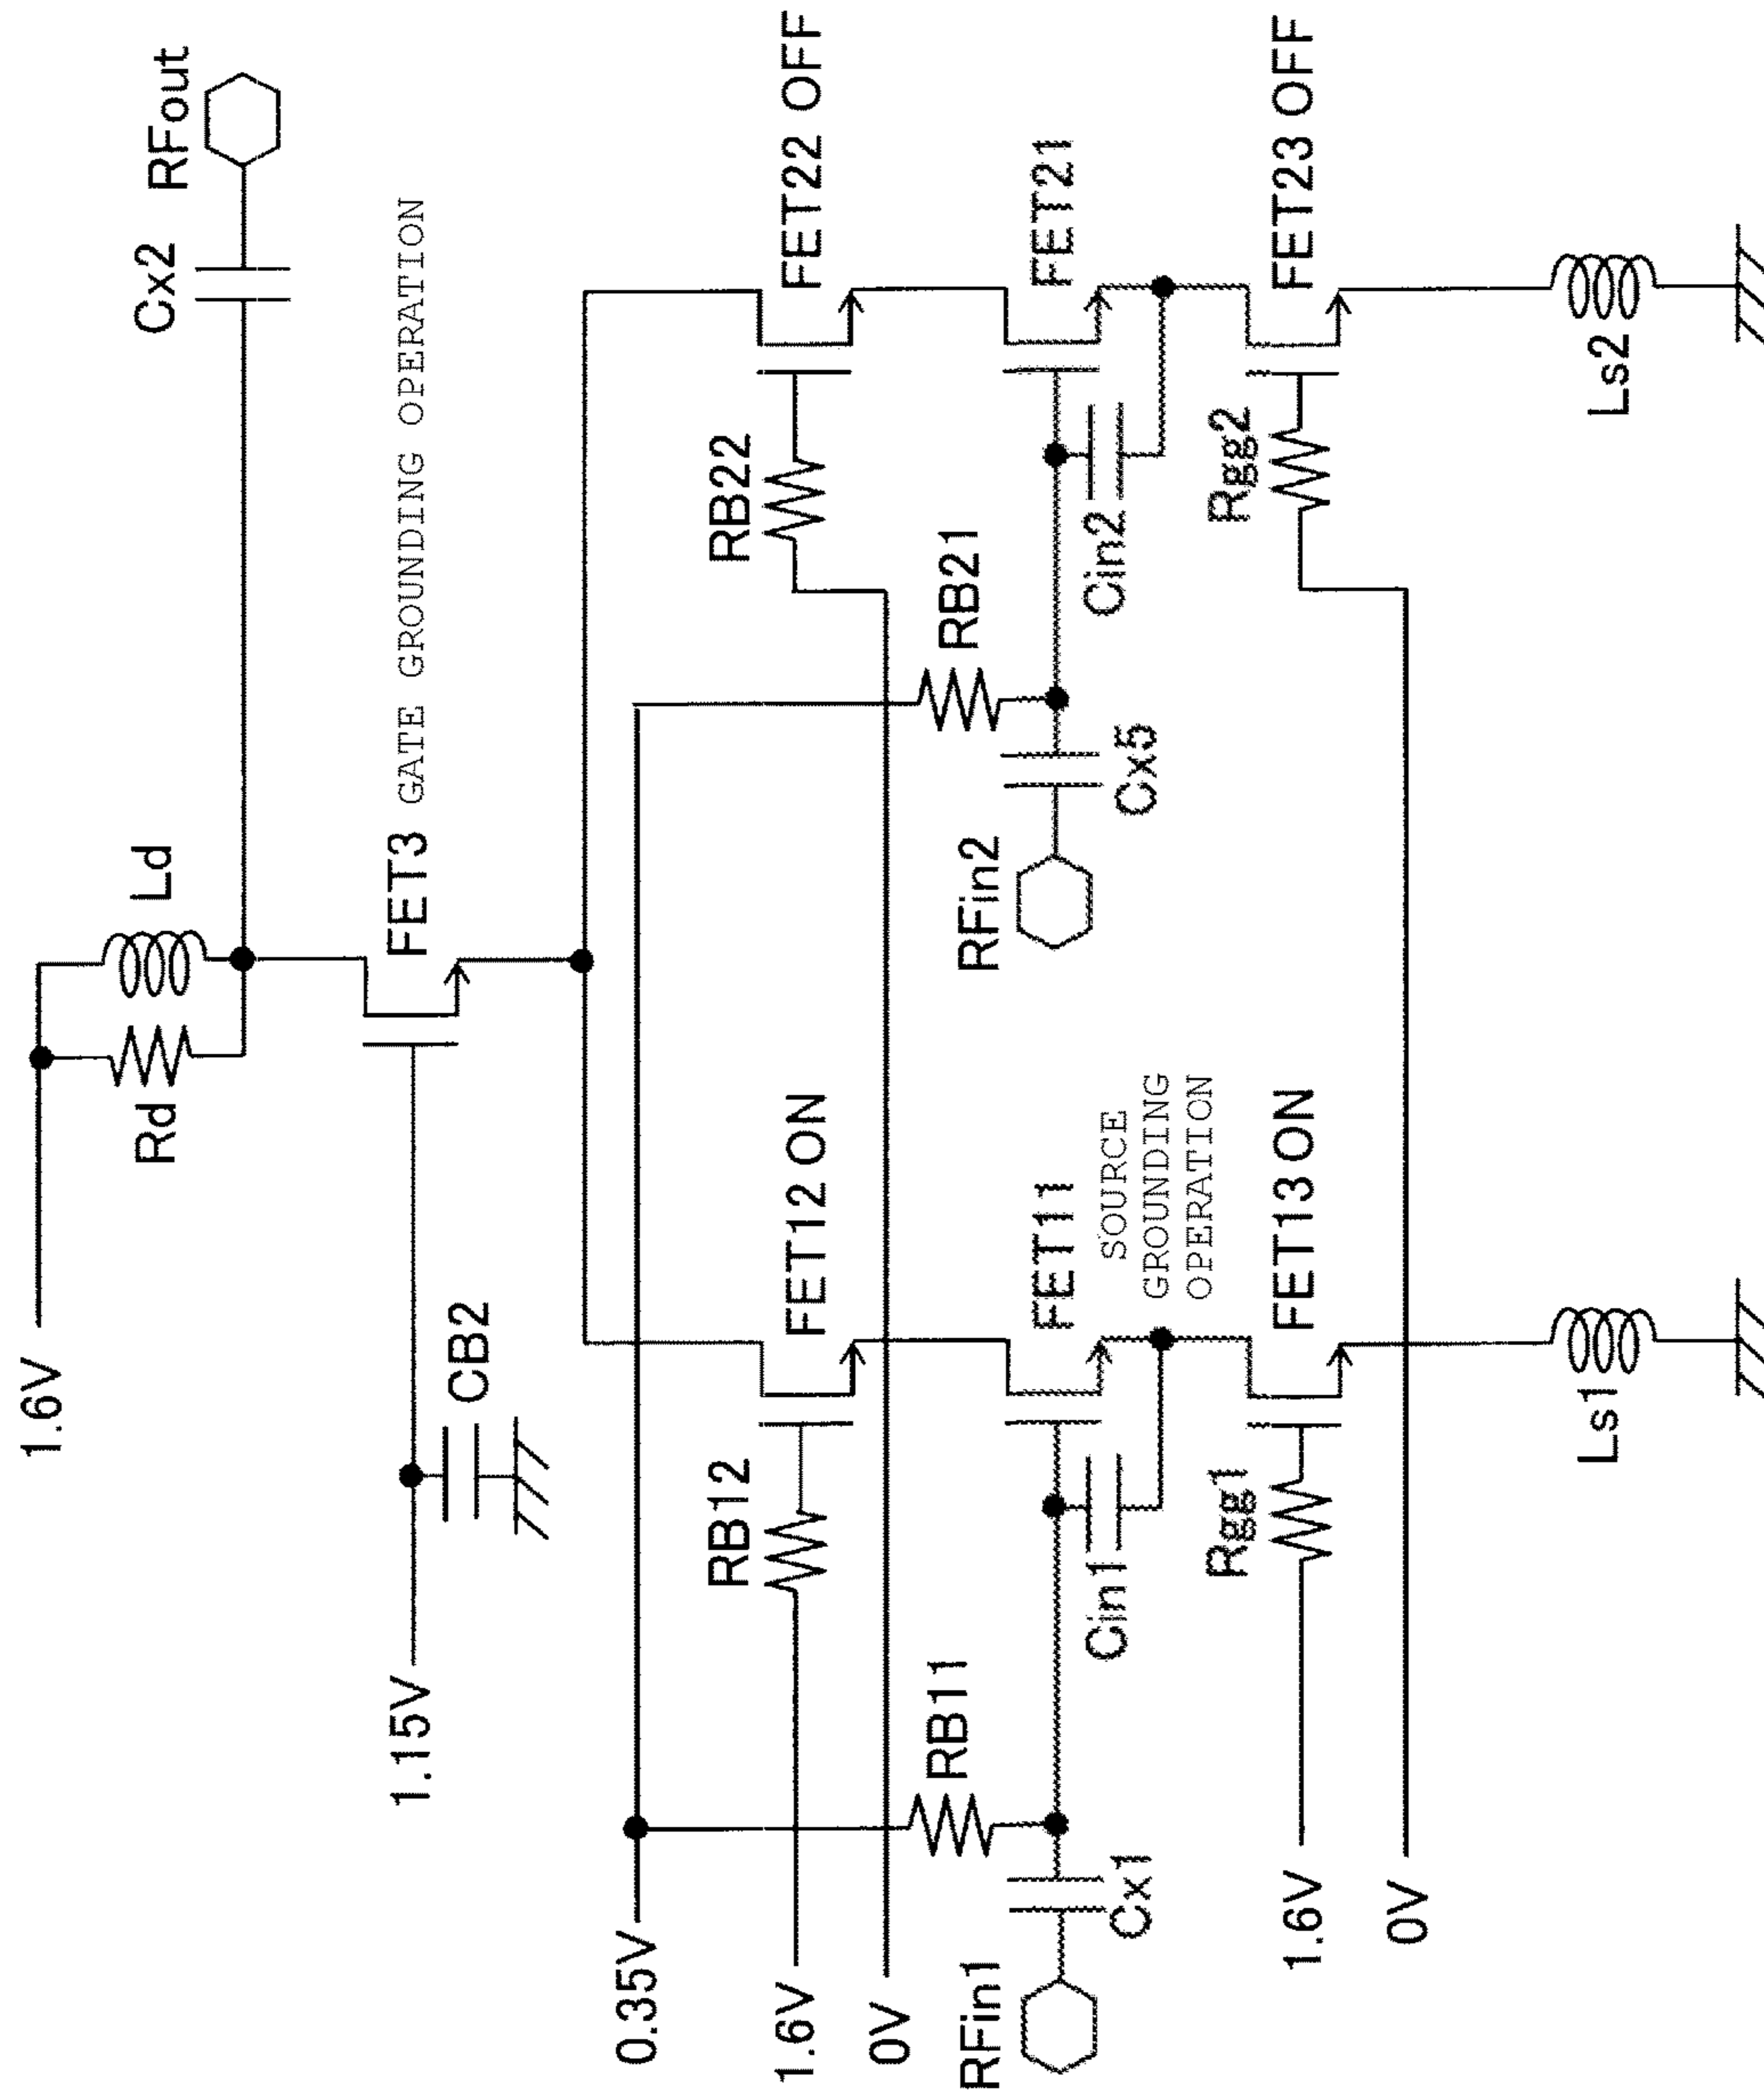 1.6V
Rd
Ld
Cx2
RFout
1.15V
CB2
FET3 GATE GROUNDING OPERATION
0.35V
1.6V
0V
RB12
FET12 ON
RB22
FET22 OFF
RFin1
Cx1
RB11
Cin1
FET11
SOURCE
GROUNDING
OPERATION
RFin2
Cx5
RB21
Cin2
FET21
1.6V
0V
Rgg1
FET13 ON
Rgg2
FET23 OFF
Ls1
Ls2